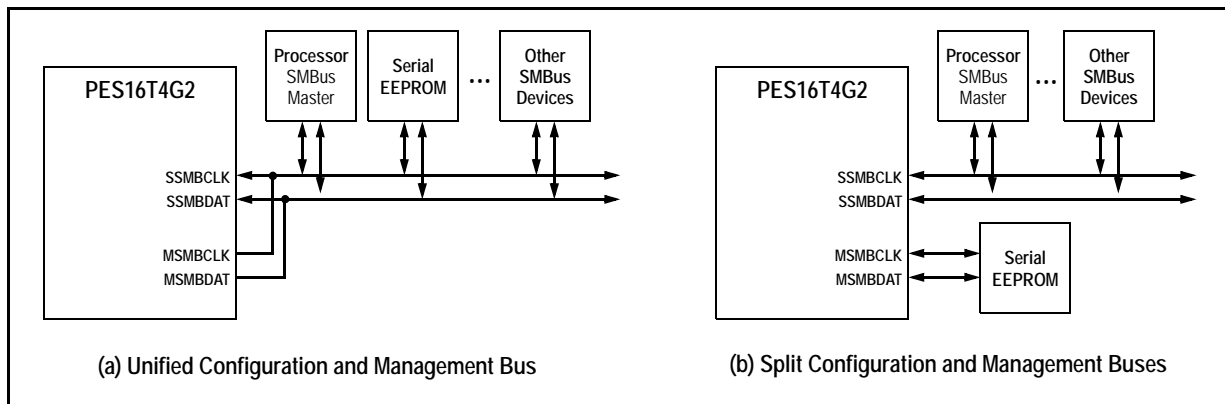 PES16T4G2
Processor
SMBus
Master
Serial
EEPROM
...
Other
SMBus
Devices
SSMBCLK
SSMBDAT
MSMBCLK
MSMBDAT
(a) Unified Configuration and Management Bus
PES16T4G2
Processor
SMBus
Master
...
Other
SMBus
Devices
SSMBCLK
SSMBDAT
MSMBCLK
MSMBDAT
Serial
EEPROM
(b) Split Configuration and Management Buses